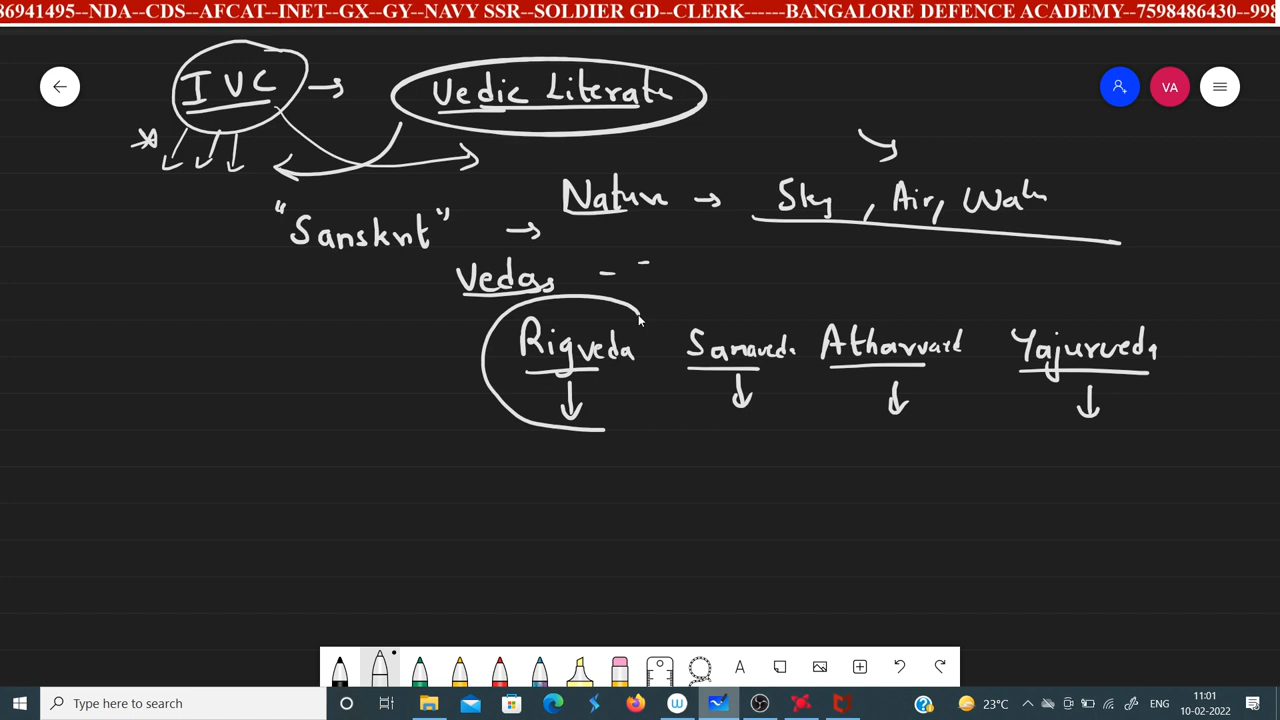 86941495--NDA--CDS--AFCAT--INET--GX--GY--NAVY SSR--SOLDIER GD--CLERK------BANGALORE DEFENCE ACADEMY--7598486430--998
IVC → Vedic Literate
VA
Nature → Sky, Air, Wate
"Sanskrit" →
Vedas - -
Rigveda Samaveda Atharvaved Yajurveda
A
Type here to search
W
23°C ENG 11:01
10-02-2022